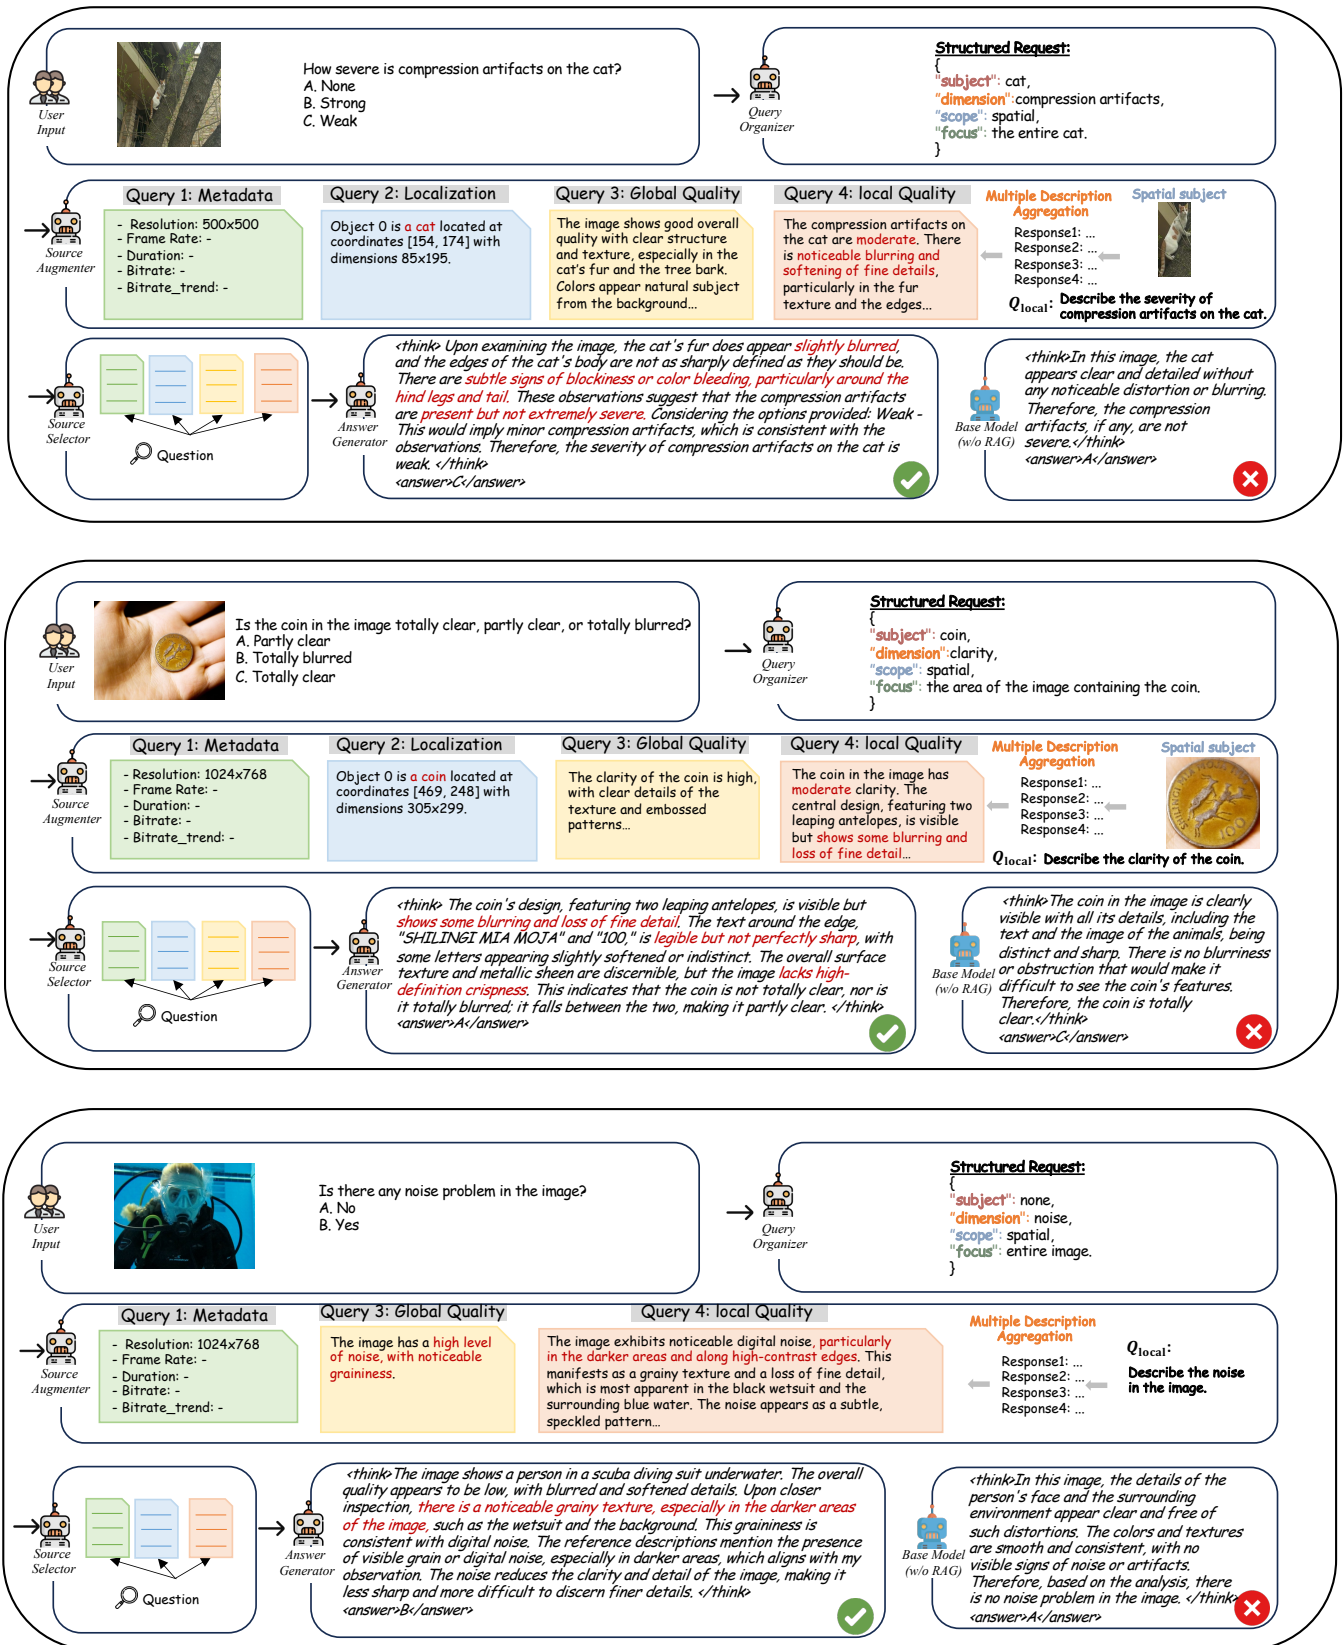 User
Input
How severe is compression artifacts on the cat?
A. None
B. Strong
C. Weak
Query
Organizer
Structured Request:
{
"subject": cat,
"dimension":compression artifacts,
"scope": spatial,
"focus": the entire cat.
}
Source
Augmenter
Query 1: Metadata
- Resolution: 500x500
- Frame Rate: -
- Duration: -
- Bitrate: -
- Bitrate_trend: -
Query 2: Localization
Object 0 is a cat located at
coordinates [154, 174] with
dimensions 85x195.
Query 3: Global Quality
The image shows good overall
quality with clear structure
and texture, especially in the
cat's fur and the tree bark.
Colors appear natural subject
from the background...
Query 4: local Quality
The compression artifacts on
the cat are moderate. There
is noticeable blurring and
softening of fine details,
particularly in the fur
texture and the edges...
Multiple Description
Aggregation
Response1: ...
Response2: ...
Response3: ...
Response4: ...
Spatial subject
Qlocal: Describe the severity of
compression artifacts on the cat.
Source
Selector
Question
Answer
Generator
<think> Upon examining the image, the cat's fur does appear slightly blurred,
and the edges of the cat's body are not as sharply defined as they should be.
There are subtle signs of blockiness or color bleeding, particularly around the
hind legs and tail. These observations suggest that the compression artifacts
are present but not extremely severe. Considering the options provided: Weak -
This would imply minor compression artifacts, which is consistent with the
observations. Therefore, the severity of compression artifacts on the cat is
weak. </think>
<answer>C</answer>
Base Model
(w/o RAG)
<think>In this image, the cat
appears clear and detailed without
any noticeable distortion or blurring.
Therefore, the compression
artifacts, if any, are not
severe.</think>
<answer>A</answer>
User
Input
Is the coin in the image totally clear, partly clear, or totally blurred?
A. Partly clear
B. Totally blurred
C. Totally clear
Query
Organizer
Structured Request:
{
"subject": coin,
"dimension":clarity,
"scope": spatial,
"focus": the area of the image containing the coin.
}
Source
Augmenter
Query 1: Metadata
- Resolution: 1024x768
- Frame Rate: -
- Duration: -
- Bitrate: -
- Bitrate_trend: -
Query 2: Localization
Object 0 is a coin located at
coordinates [469, 248] with
dimensions 305x299.
Query 3: Global Quality
The clarity of the coin is high,
with clear details of the
texture and embossed
patterns...
Query 4: local Quality
The coin in the image has
moderate clarity. The
central design, featuring two
leaping antelopes, is visible
but shows some blurring and
loss of fine detail...
Multiple Description
Aggregation
Response1: ...
Response2: ...
Response3: ...
Response4: ...
Spatial subject
SHILINGI MIA MOJA
100
Qlocal: Describe the clarity of the coin.
Source
Selector
Question
Answer
Generator
<think> The coin's design, featuring two leaping antelopes, is visible but
shows some blurring and loss of fine detail. The text around the edge,
"SHILINGI MIA MOJA" and "100," is legible but not perfectly sharp, with
some letters appearing slightly softened or indistinct. The overall surface
texture and metallic sheen are discernible, but the image lacks high-
definition crispness. This indicates that the coin is not totally clear, nor is
it totally blurred; it falls between the two, making it partly clear. </think>
<answer>A</answer>
Base Model
(w/o RAG)
<think>The coin in the image is clearly
visible with all its details, including the
text and the image of the animals, being
distinct and sharp. There is no blurriness
or obstruction that would make it
difficult to see the coin's features.
Therefore, the coin is totally
clear.</think>
<answer>C</answer>
User
Input
Is there any noise problem in the image?
A. No
B. Yes
Query
Organizer
Structured Request:
{
"subject": none,
"dimension": noise,
"scope": spatial,
"focus": entire image.
}
Source
Augmenter
Query 1: Metadata
- Resolution: 1024x768
- Frame Rate: -
- Duration: -
- Bitrate: -
- Bitrate_trend: -
Query 3: Global Quality
The image has a high level
of noise, with noticeable
graininess.
Query 4: local Quality
The image exhibits noticeable digital noise, particularly
in the darker areas and along high-contrast edges. This
manifests as a grainy texture and a loss of fine detail,
which is most apparent in the black wetsuit and the
surrounding blue water. The noise appears as a subtle,
speckled pattern...
Multiple Description
Aggregation
Response1: ...
Response2: ...
Response3: ...
Response4: ...
Qlocal:
Describe the noise
in the image.
Source
Selector
Question
Answer
Generator
<think>The image shows a person in a scuba diving suit underwater. The overall
quality appears to be low, with blurred and softened details. Upon closer
inspection, there is a noticeable grainy texture, especially in the darker areas
of the image, such as the wetsuit and the background. This graininess is
consistent with digital noise. The reference descriptions mention the presence
of visible grain or digital noise, especially in darker areas, which aligns with my
observation. The noise reduces the clarity and detail of the image, making it
less sharp and more difficult to discern finer details. </think>
<answer>B</answer>
Base Model
(w/o RAG)
<think>In this image, the details of the
person's face and the surrounding
environment appear clear and free of
such distortions. The colors and textures
are smooth and consistent, with no
visible signs of noise or artifacts.
Therefore, based on the analysis, there
is no noise problem in the image. </think>
<answer>A</answer>